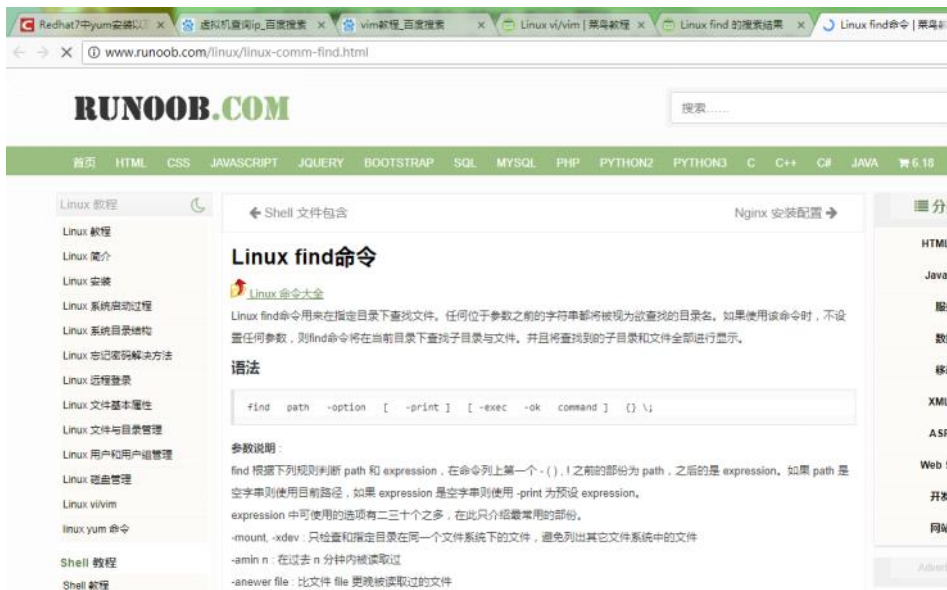 Redhat7中yum安装以
虚拟机查询ip_百度搜索
vim教程_百度搜索
Linux vi/vim | 菜鸟教程
Linux find 的搜索结果
Linux find命令 | 菜鸟
www.runoob.com/linux/linux-comm-find.html
RUNOOB.COM
搜索......
首页 HTML CSS JAVASCRIPT JQUERY BOOTSTRAP SQL MYSQL PHP PYTHON2 PYTHON3 C C++ C# JAVA 6.18
Linux 教程
Linux 教程
Linux 简介
Linux 安装
Linux 系统启动过程
Linux 系统目录结构
Linux 忘记密码解决方法
Linux 远程登录
Linux 文件基本属性
Linux 文件与目录管理
Linux 用户和用户组管理
Linux 磁盘管理
Linux vi/vim
linux yum 命令
Shell 教程
Shell 教程
Shell 文件包含
Nginx 安装配置
Linux find命令
Linux 命令大全
Linux find命令用来在指定目录下查找文件。任何位于参数之前的字符串都将被视为欲查找的目录名。如果使用该命令时，不设
置任何参数，则find命令将在当前目录下查找子目录与文件。并且将查找到的子目录和文件全部进行显示。
语法
find path -option [ -print ] [ -exec -ok command ] {} \;
参数说明 :
find 根据下列规则判断 path 和 expression，在命令列上第一个 - ( ) , ! 之前的部份为 path，之后的是 expression。如果 path 是
空字串则使用目前路径，如果 expression 是空字串则使用 -print 为预设 expression。
expression 中可使用的选项有二三十个之多，在此只介绍最常用的部份。
-mount, -xdev : 只检查和指定目录在同一个文件系统下的文件，避免列出其它文件系统中的文件
-amin n : 在过去 n 分钟内被读取过
-anewer file : 比文件 file 更晚被读取过的文件
分
HTML
Java
服
数
移
XML
ASP
Web
开发
网站
Advert